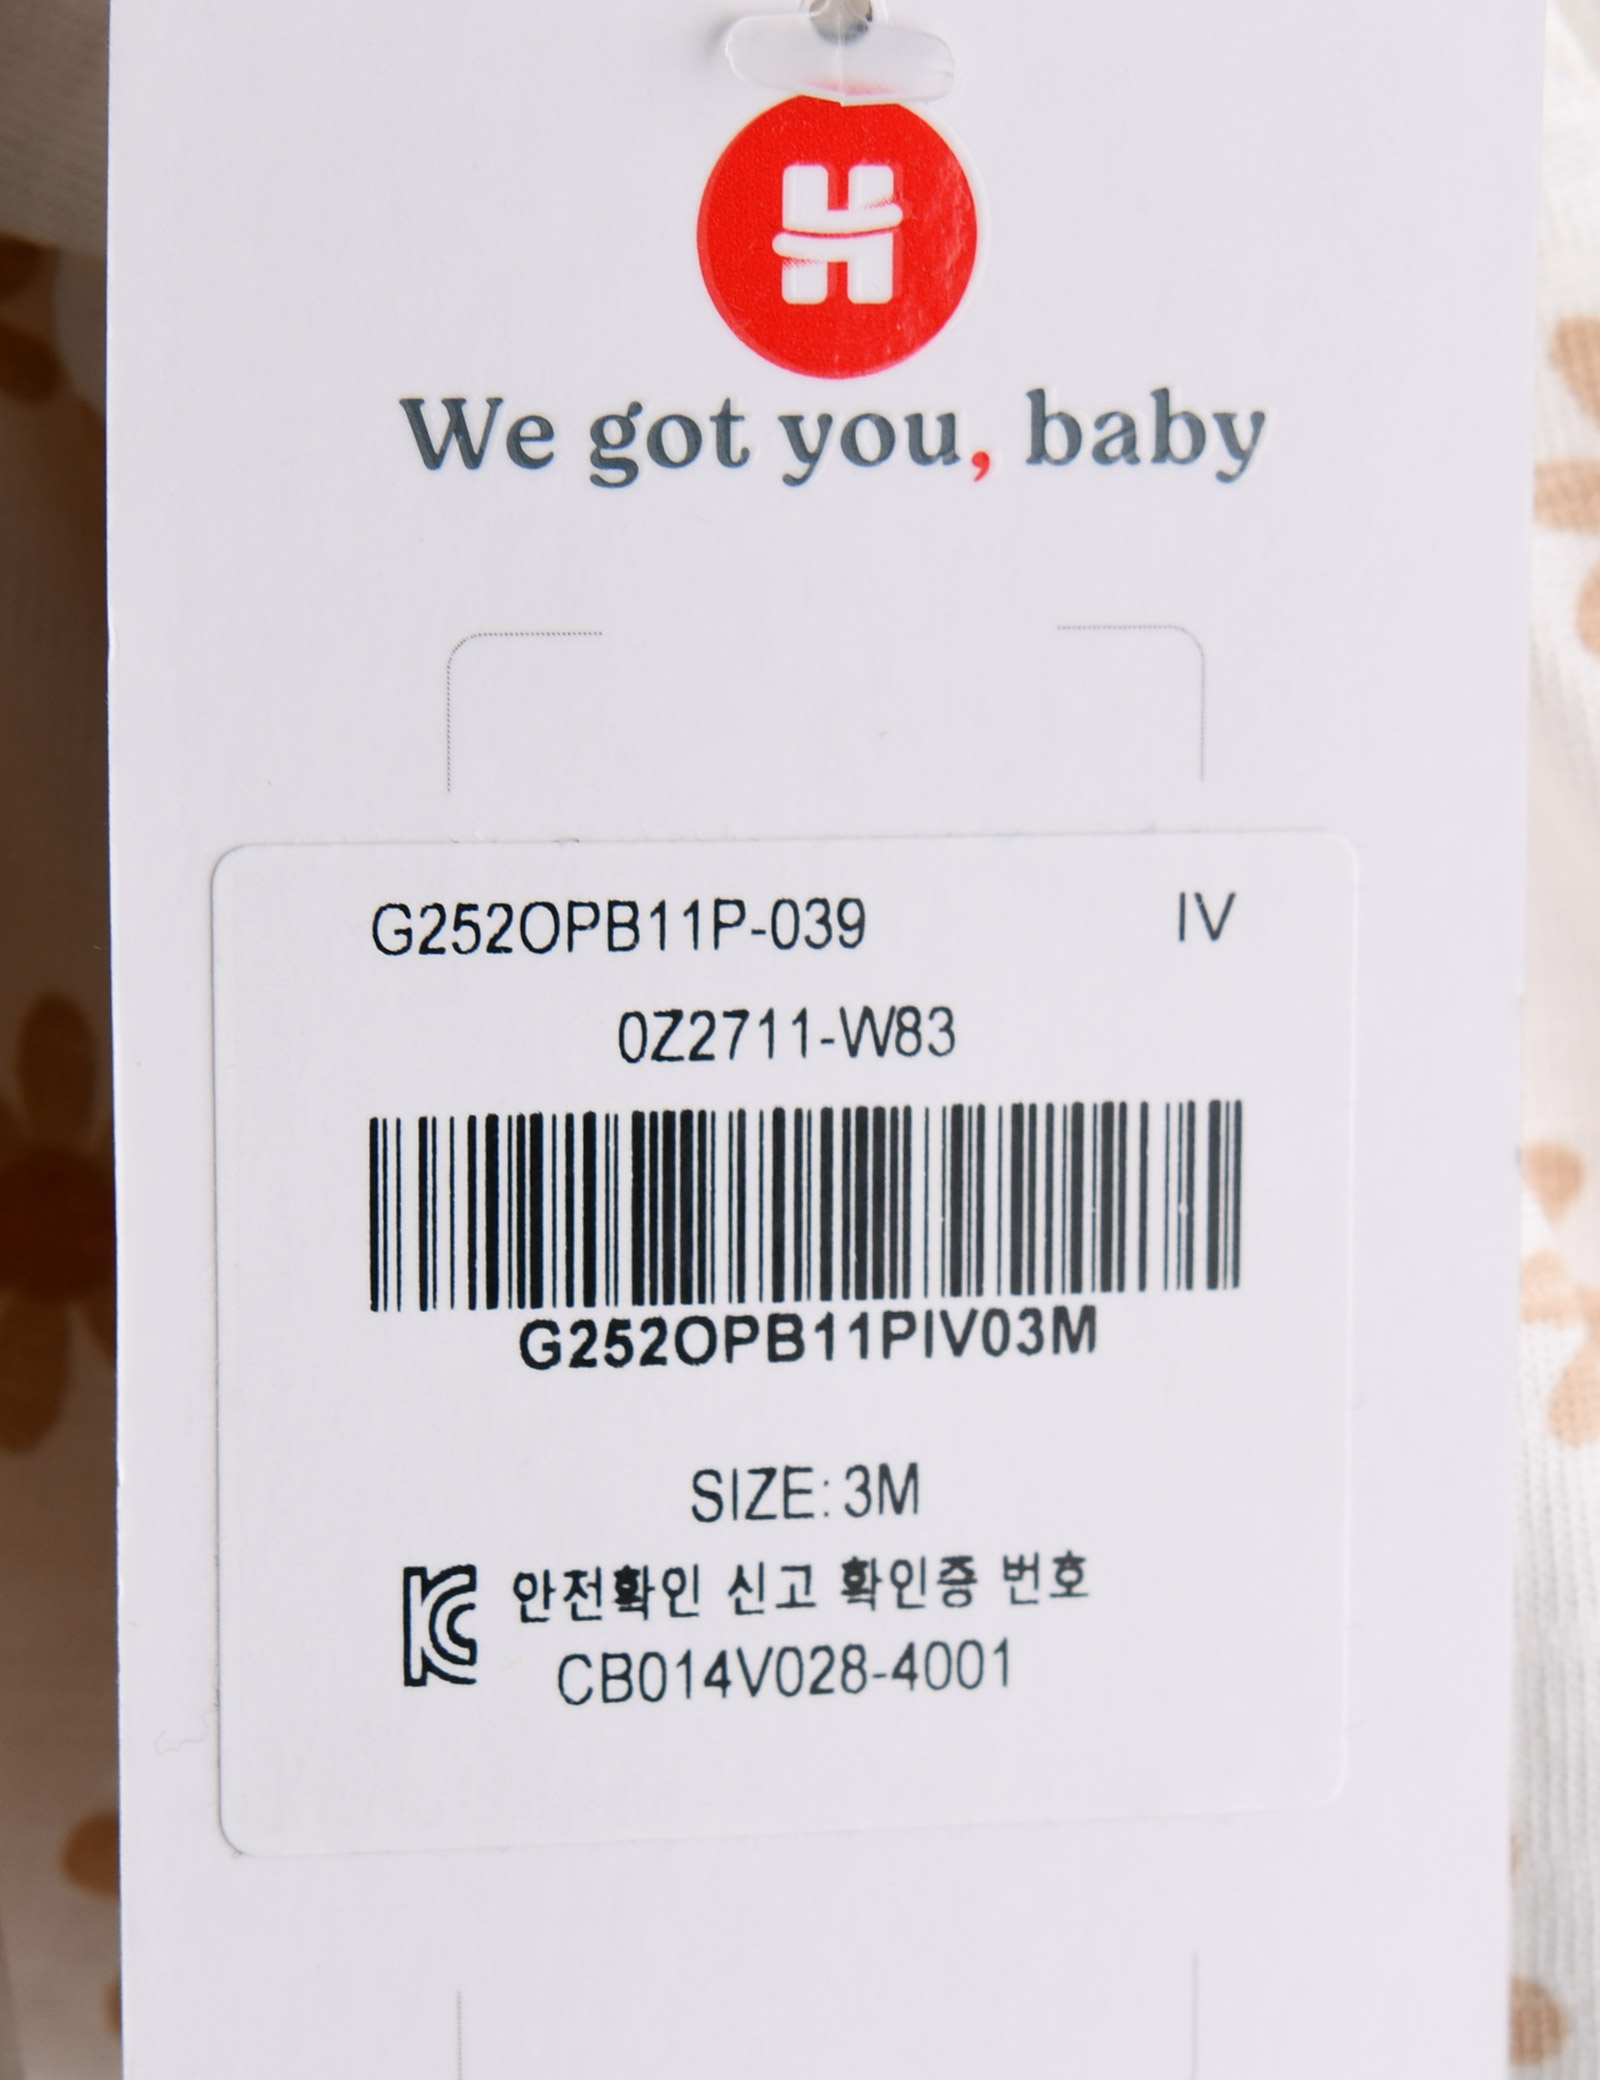 H
We got you, baby
G252OPB11P-039 IV
0Z2711-W83
G252OPB11PIV03M
SIZE: 3M
안전확인 신고 확인증 번호
CB014V028-4001